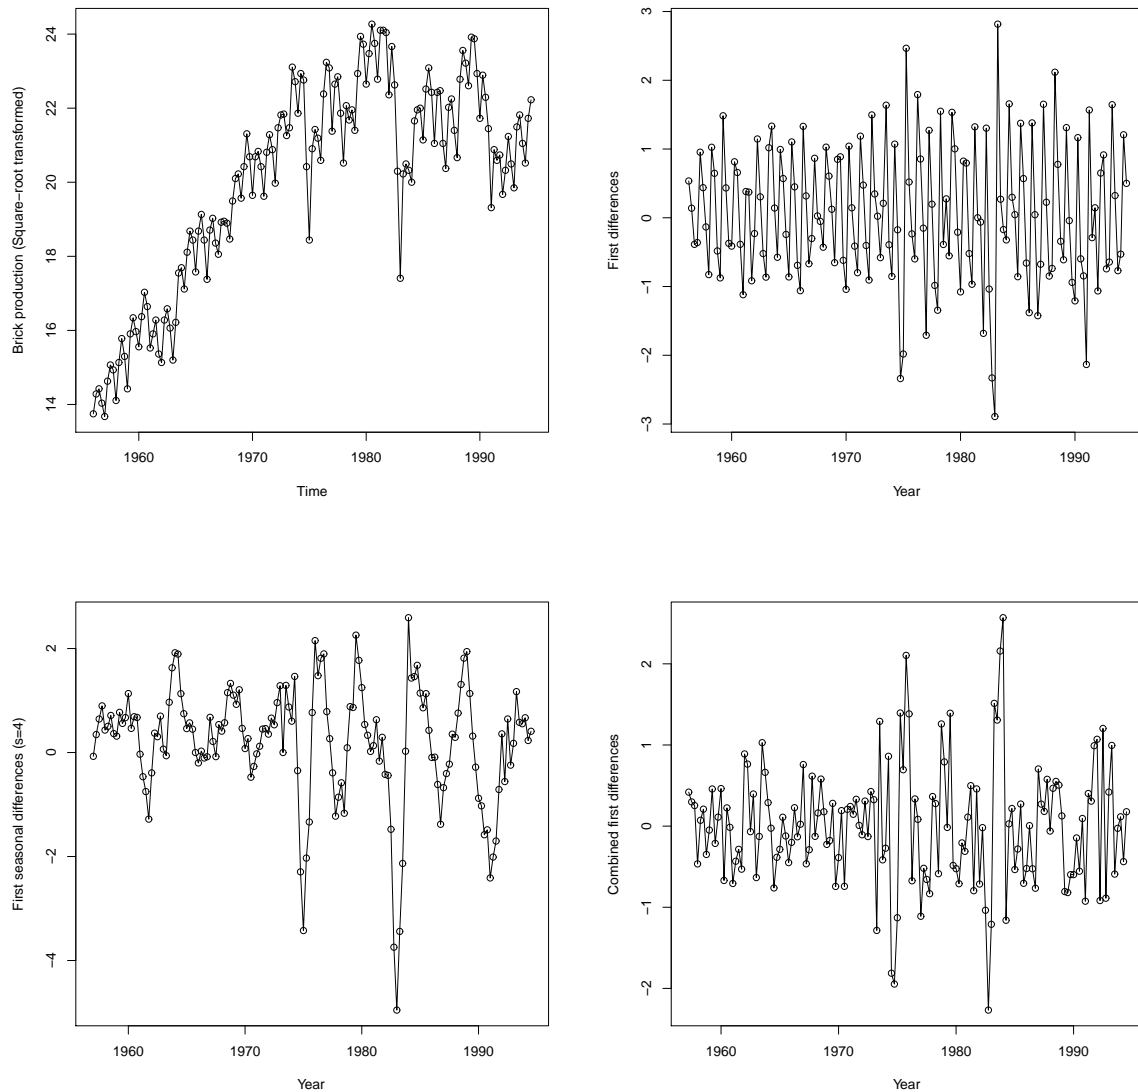 Brick production (Square-root transformed)
24
22
20
18
16
14
1960 1970 1980 1990
Time
First differences
3
2
1
0
−1
−2
−3
1960 1970 1980 1990
Year
First seasonal differences (s=4)
2
0
−2
−4
1960 1970 1980 1990
Year
Combined first differences
2
1
0
−1
−2
1960 1970 1980 1990
Year